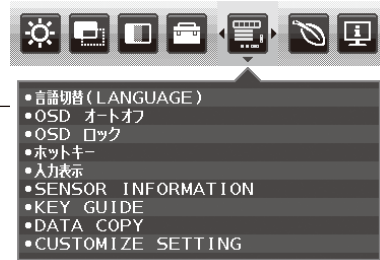 •言語切替(LANGUAGE)
•OSD オートオフ
•OSD ロック
•ホットキー
•入力表示
•SENSOR INFORMATION
•KEY GUIDE
•DATA COPY
•CUSTOMIZE SETTING